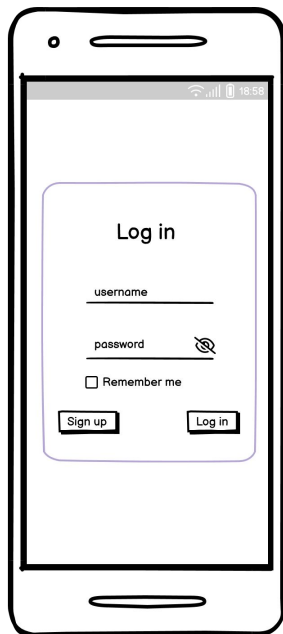 18:58
Log in
username
password
Remember me
Sign up Log in